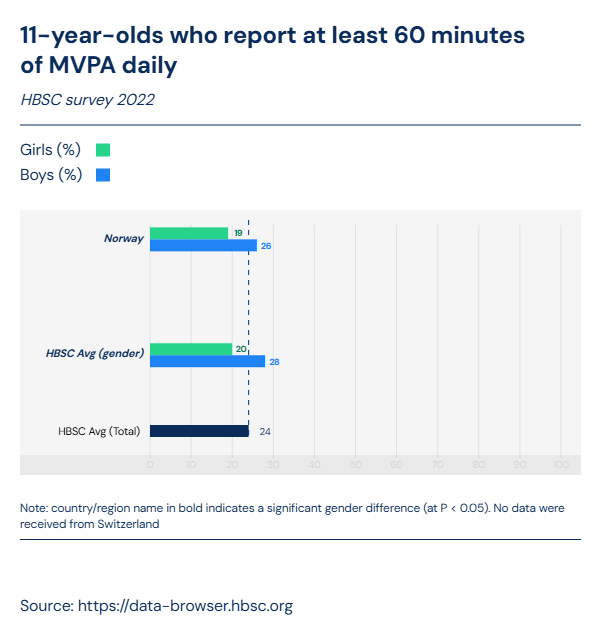 11-year-olds who report at least 60 minutes
of MVPA daily
HBSC survey 2022
Girls (%)
Boys (%)
Norway
19
26
HBSC Avg (gender)
20
28
HBSC Avg (Total)
24
0 10 20 30 40 50 60 70 80 90 100
Note: country/region name in bold indicates a significant gender difference (at P < 0.05). No data were
received from Switzerland
Source: https://data-browser.hbsc.org